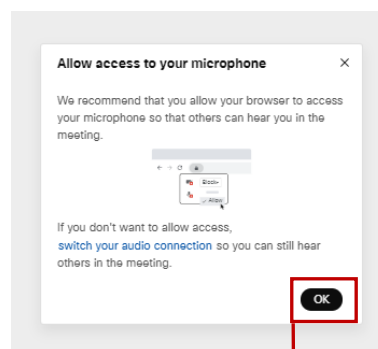 Allow access to your microphone
We recommend that you allow your browser to access
your microphone so that others can hear you in the
meeting.
Block
Allow
If you don't want to allow access,
switch your audio connection so you can still hear
others in the meeting.
OK